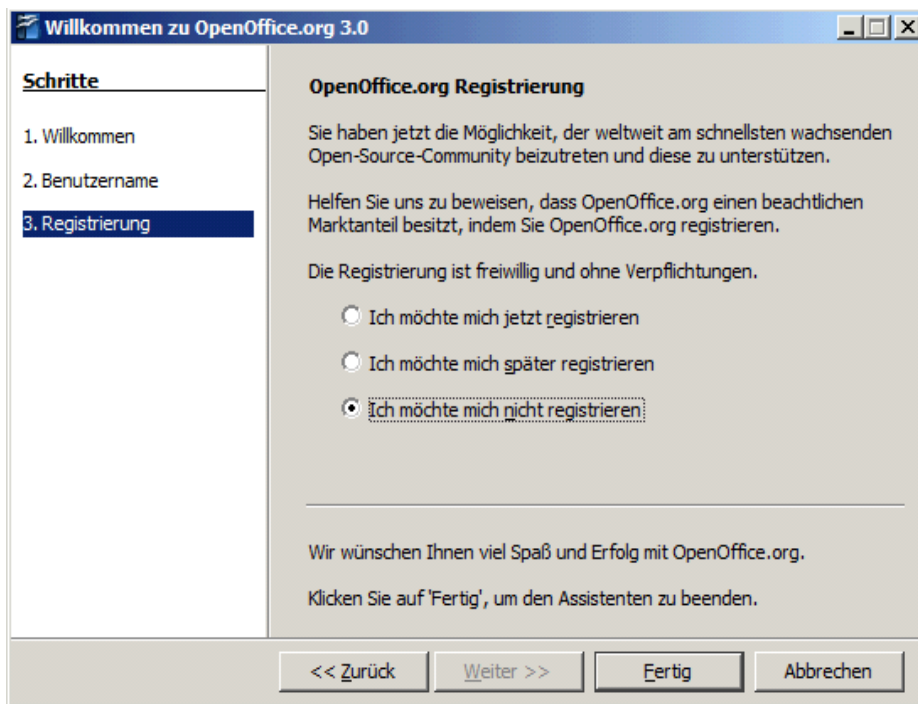 Willkommen zu OpenOffice.org 3.0
Schritte
1. Willkommen
2. Benutzername
3. Registrierung
OpenOffice.org Registrierung
Sie haben jetzt die Möglichkeit, der weltweit am schnellsten wachsenden
Open-Source-Community beizutreten und diese zu unterstützen.
Helfen Sie uns zu beweisen, dass OpenOffice.org einen beachtlichen
Marktanteil besitzt, indem Sie OpenOffice.org registrieren.
Die Registrierung ist freiwillig und ohne Verpflichtungen.
Ich möchte mich jetzt registrieren
Ich möchte mich später registrieren
Ich möchte mich nicht registrieren
Wir wünschen Ihnen viel Spaß und Erfolg mit OpenOffice.org.
Klicken Sie auf 'Fertig', um den Assistenten zu beenden.
<< Zurück Weiter >> Fertig Abbrechen